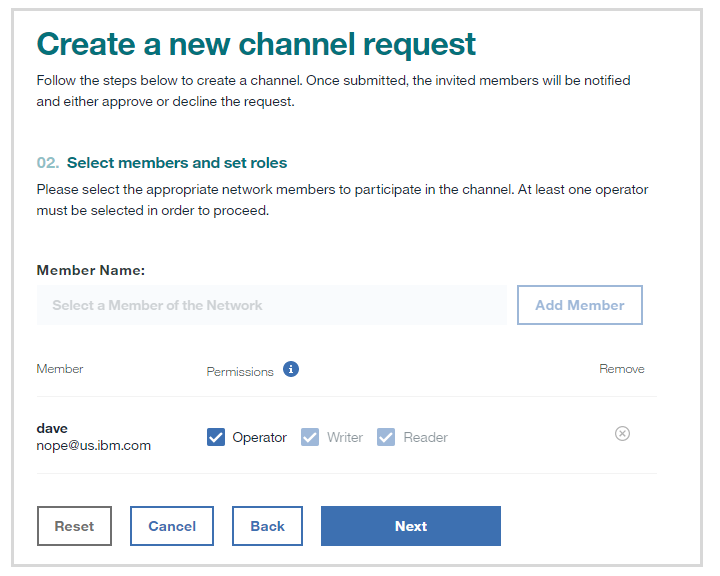 Create a new channel request
Follow the steps below to create a channel. Once submitted, the invited members will be notified
and either approve or decline the request.
02. Select members and set roles
Please select the appropriate network members to participate in the channel. At least one operator
must be selected in order to proceed.
Member Name:
Select a Member of the Network Add Member
Member Permissions i Remove
dave
nope@us.ibm.com Operator Writer Reader
Reset Cancel Back Next